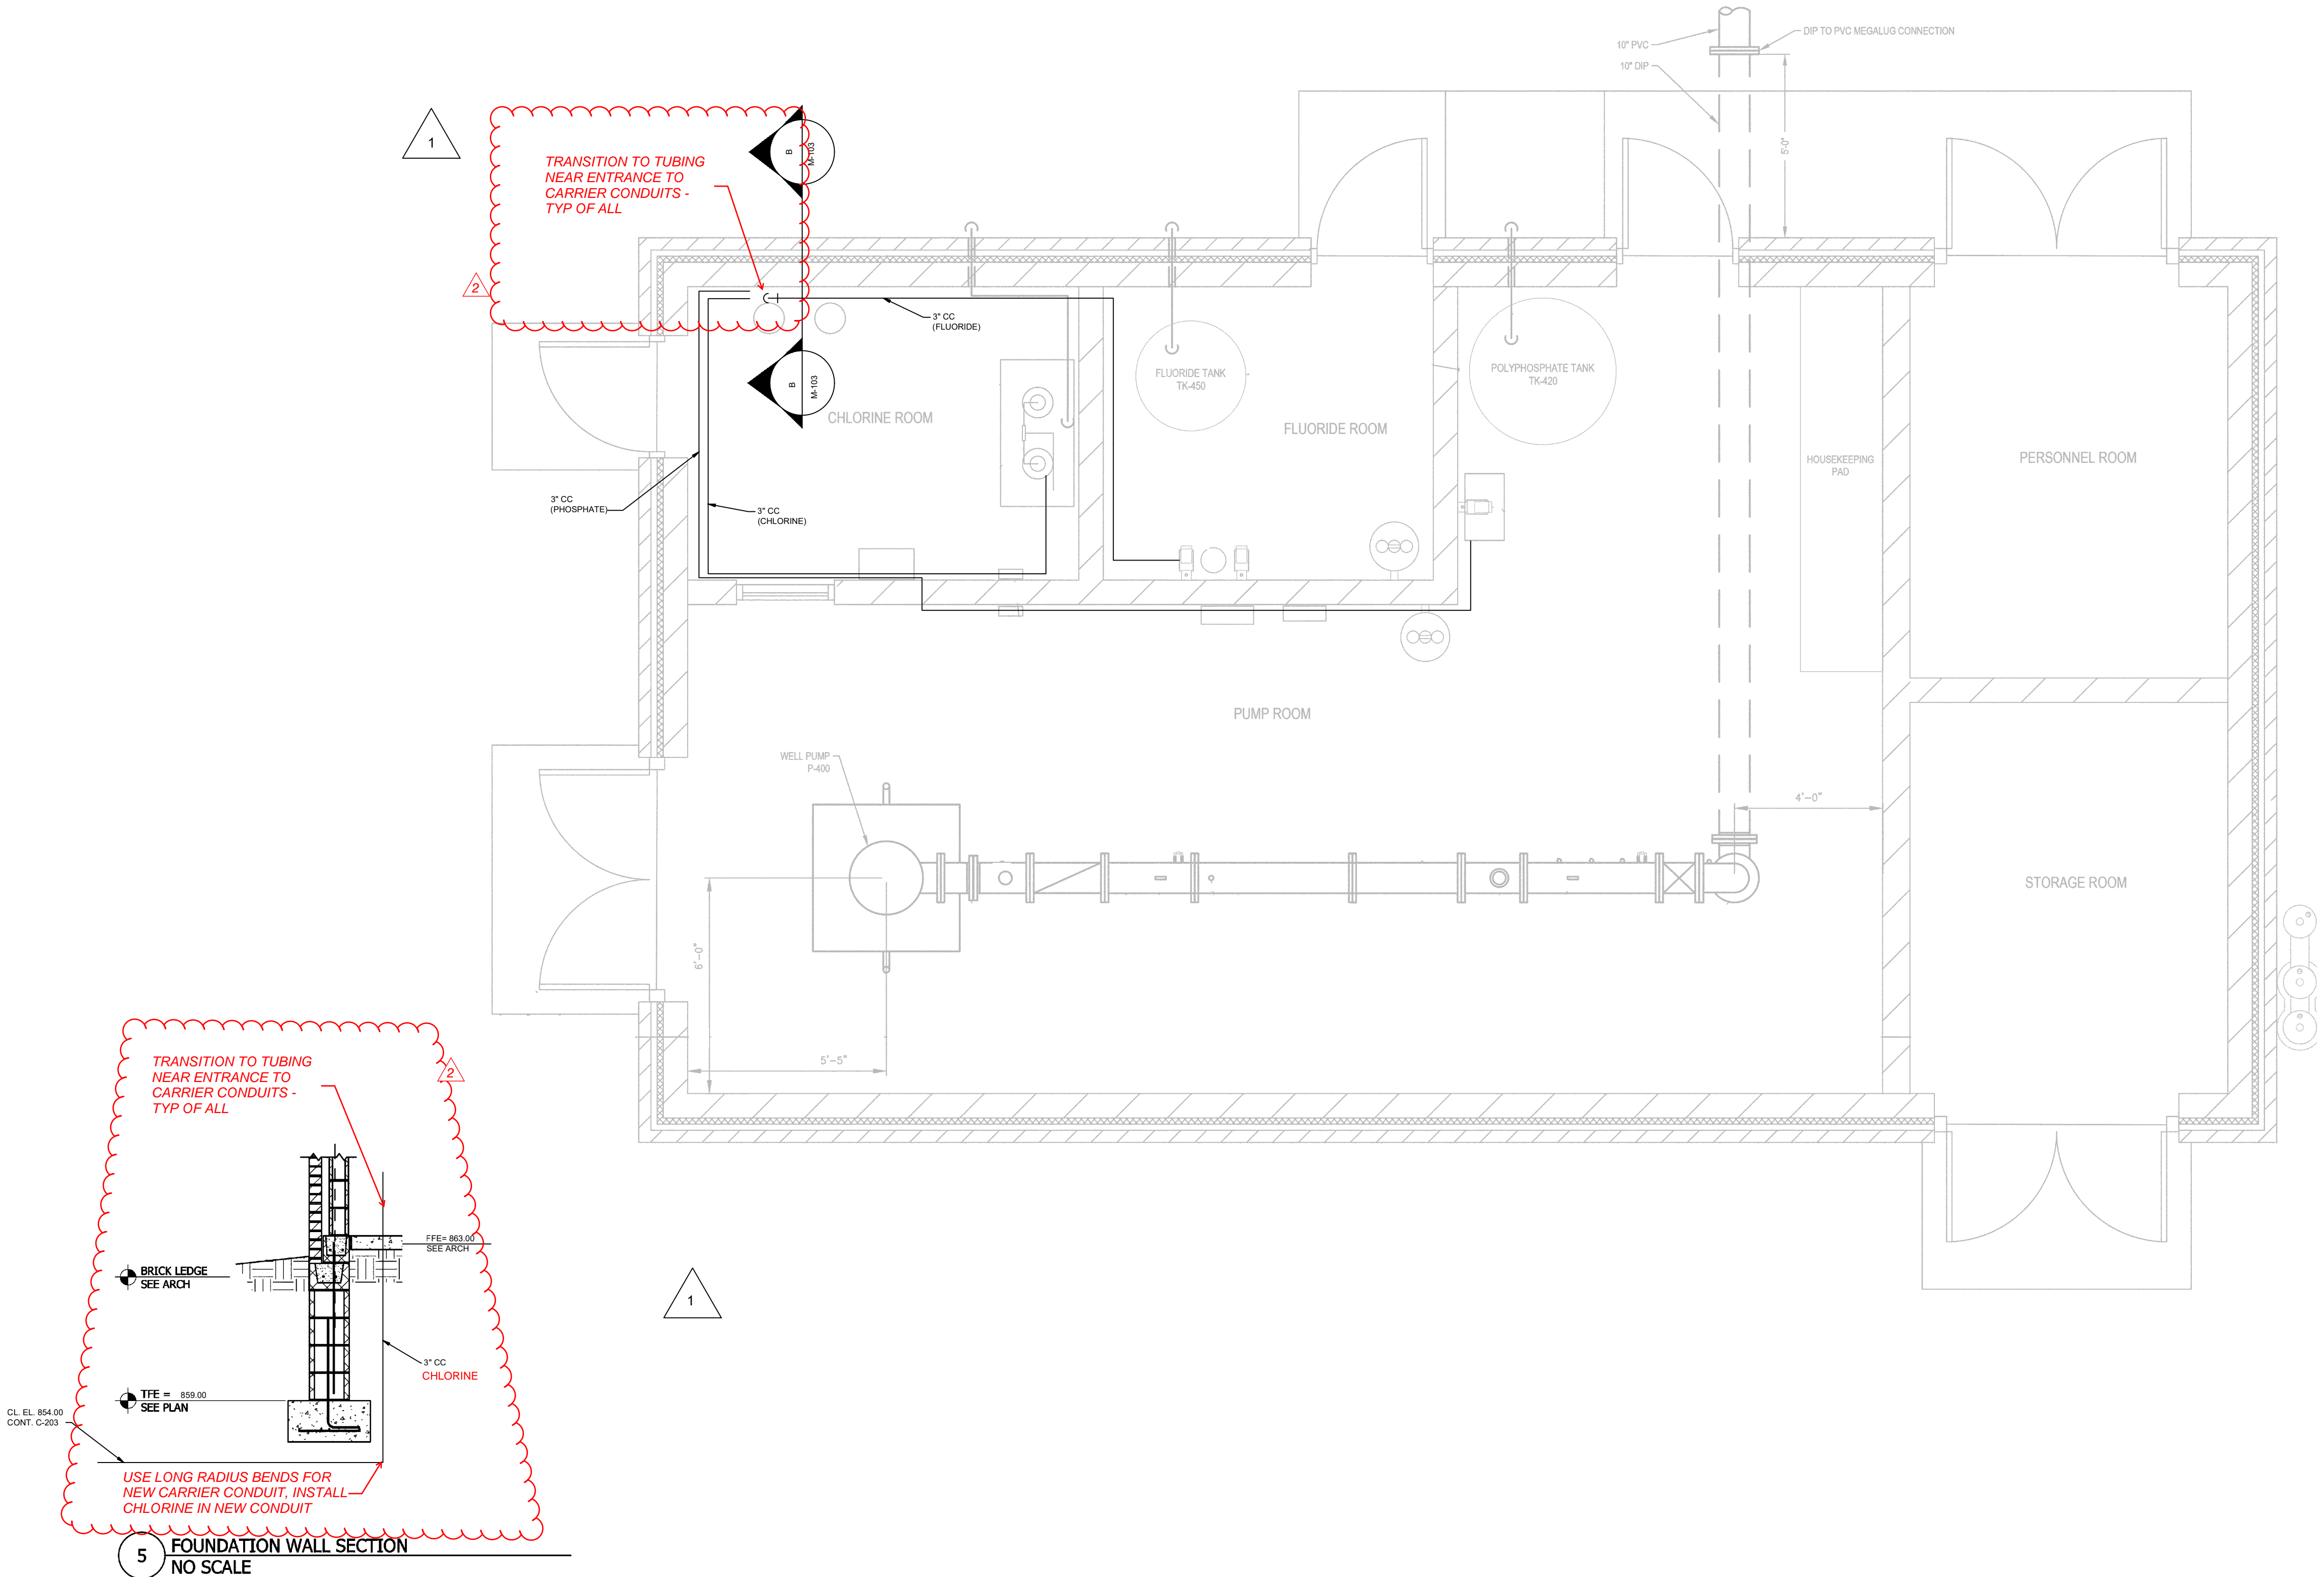 10" PVC
DIP TO PVC MEGALUG CONNECTION
10" DIP
5'-0"
1
TRANSITION TO TUBING
NEAR ENTRANCE TO
CARRIER CONDUITS -
TYP OF ALL
B
M-103
2
3" CC
(FLUORIDE)
B
M-103
CHLORINE ROOM
FLUORIDE TANK
TK-450
FLUORIDE ROOM
POLYPHOSPHATE TANK
TK-420
HOUSEKEEPING
PAD
PERSONNEL ROOM
3" CC
(PHOSPHATE)
3" CC
(CHLORINE)
PUMP ROOM
WELL PUMP
P-400
4'-0"
STORAGE ROOM
6'-0"
5'-5"
TRANSITION TO TUBING
NEAR ENTRANCE TO
CARRIER CONDUITS -
TYP OF ALL
2
FFE= 863.00
SEE ARCH
BRICK LEDGE
SEE ARCH
1
3" CC
CHLORINE
TFE = 859.00
SEE PLAN
CL. EL. 854.00
CONT. C-203
USE LONG RADIUS BENDS FOR
NEW CARRIER CONDUIT, INSTALL
CHLORINE IN NEW CONDUIT
5
FOUNDATION WALL SECTION
NO SCALE